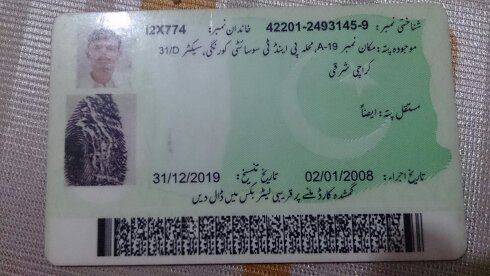 شناختی نمبر: 42201-2493145-9 خاندان نمبر: I2X774
موجودہ پتہ: مکان نمبر A-19، محلہ پی اینڈ ٹی سوسائٹی کورنگی، سیکٹر 31/D
کراچی شرقی
مستقل پتہ: ایضاً
تاریخ اجراء: 02/01/2008 تاریخ تنسیخ: 31/12/2019
گمشدہ کارڈ ملنے پر قریبی لیٹر بکس میں ڈال دیں